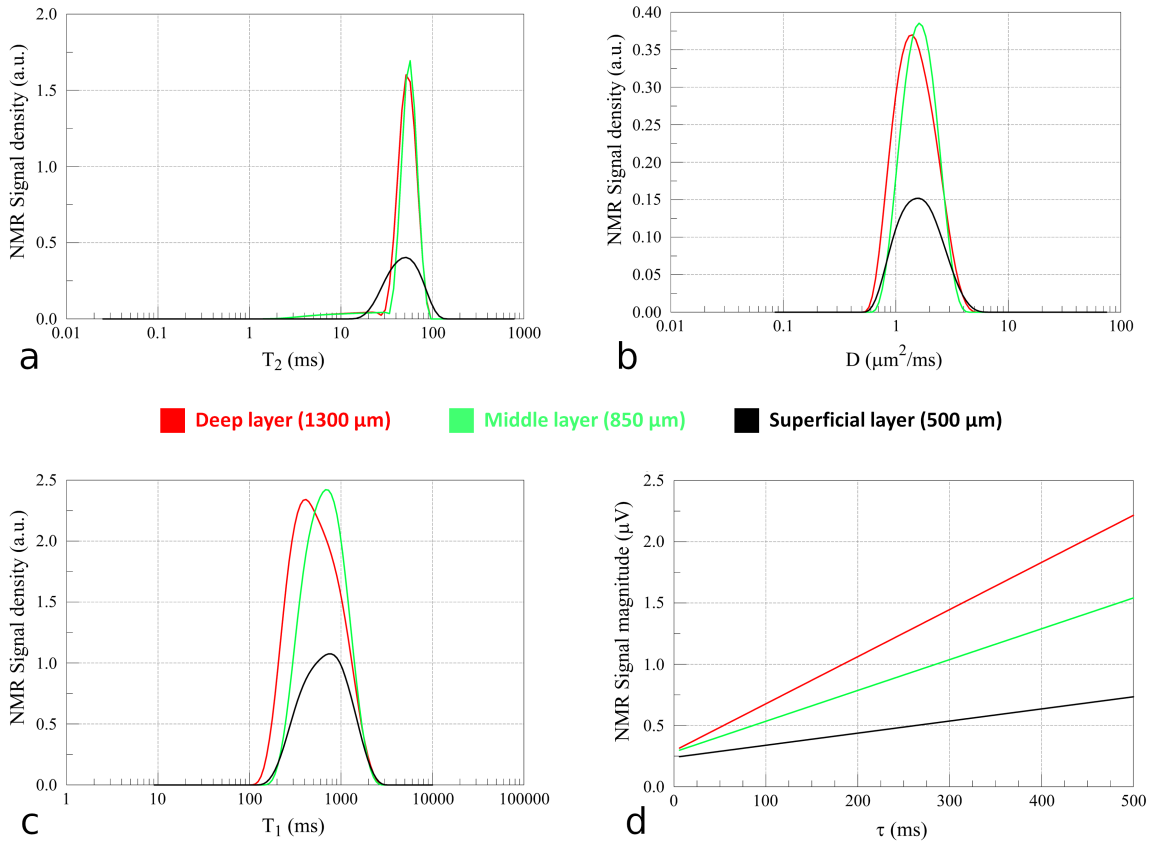 2.0
1.5
1.0
0.5
0.0
NMR Signal density (a.u.)
0.01 0.1 1 10 100 1000
T2 (ms)
a
0.40
0.35
0.30
0.25
0.20
0.15
0.10
0.05
0.00
NMR Signal density (a.u.)
0.01 0.1 1 10 100
D (μm²/ms)
b
Deep layer (1300 μm) Middle layer (850 μm) Superficial layer (500 μm)
2.5
2.0
1.5
1.0
0.5
0.0
NMR Signal density (a.u.)
1 10 100 1000 10000 100000
T1 (ms)
c
2.5
2.0
1.5
1.0
0.5
0.0
NMR Signal magnitude (μV)
0 100 200 300 400 500
τ (ms)
d